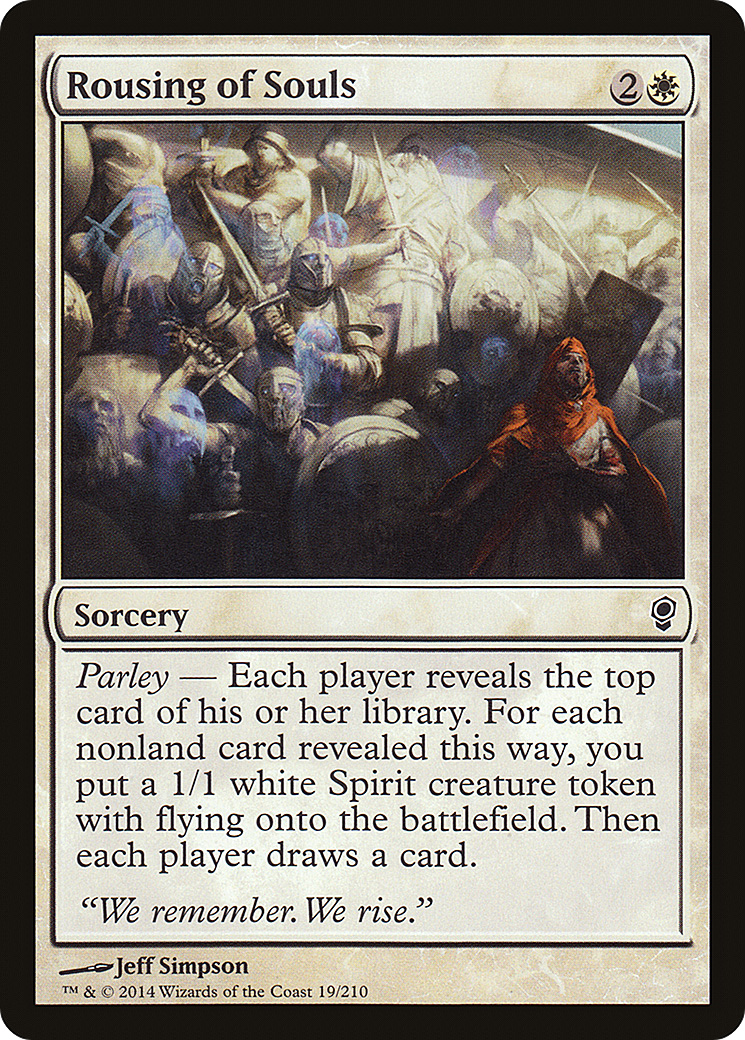 Rousing of Souls 2
Sorcery
Parley — Each player reveals the top
card of his or her library. For each
nonland card revealed this way, you
put a 1/1 white Spirit creature token
with flying onto the battlefield. Then
each player draws a card.
“We remember. We rise.”
Jeff Simpson
™ & © 2014 Wizards of the Coast 19/210